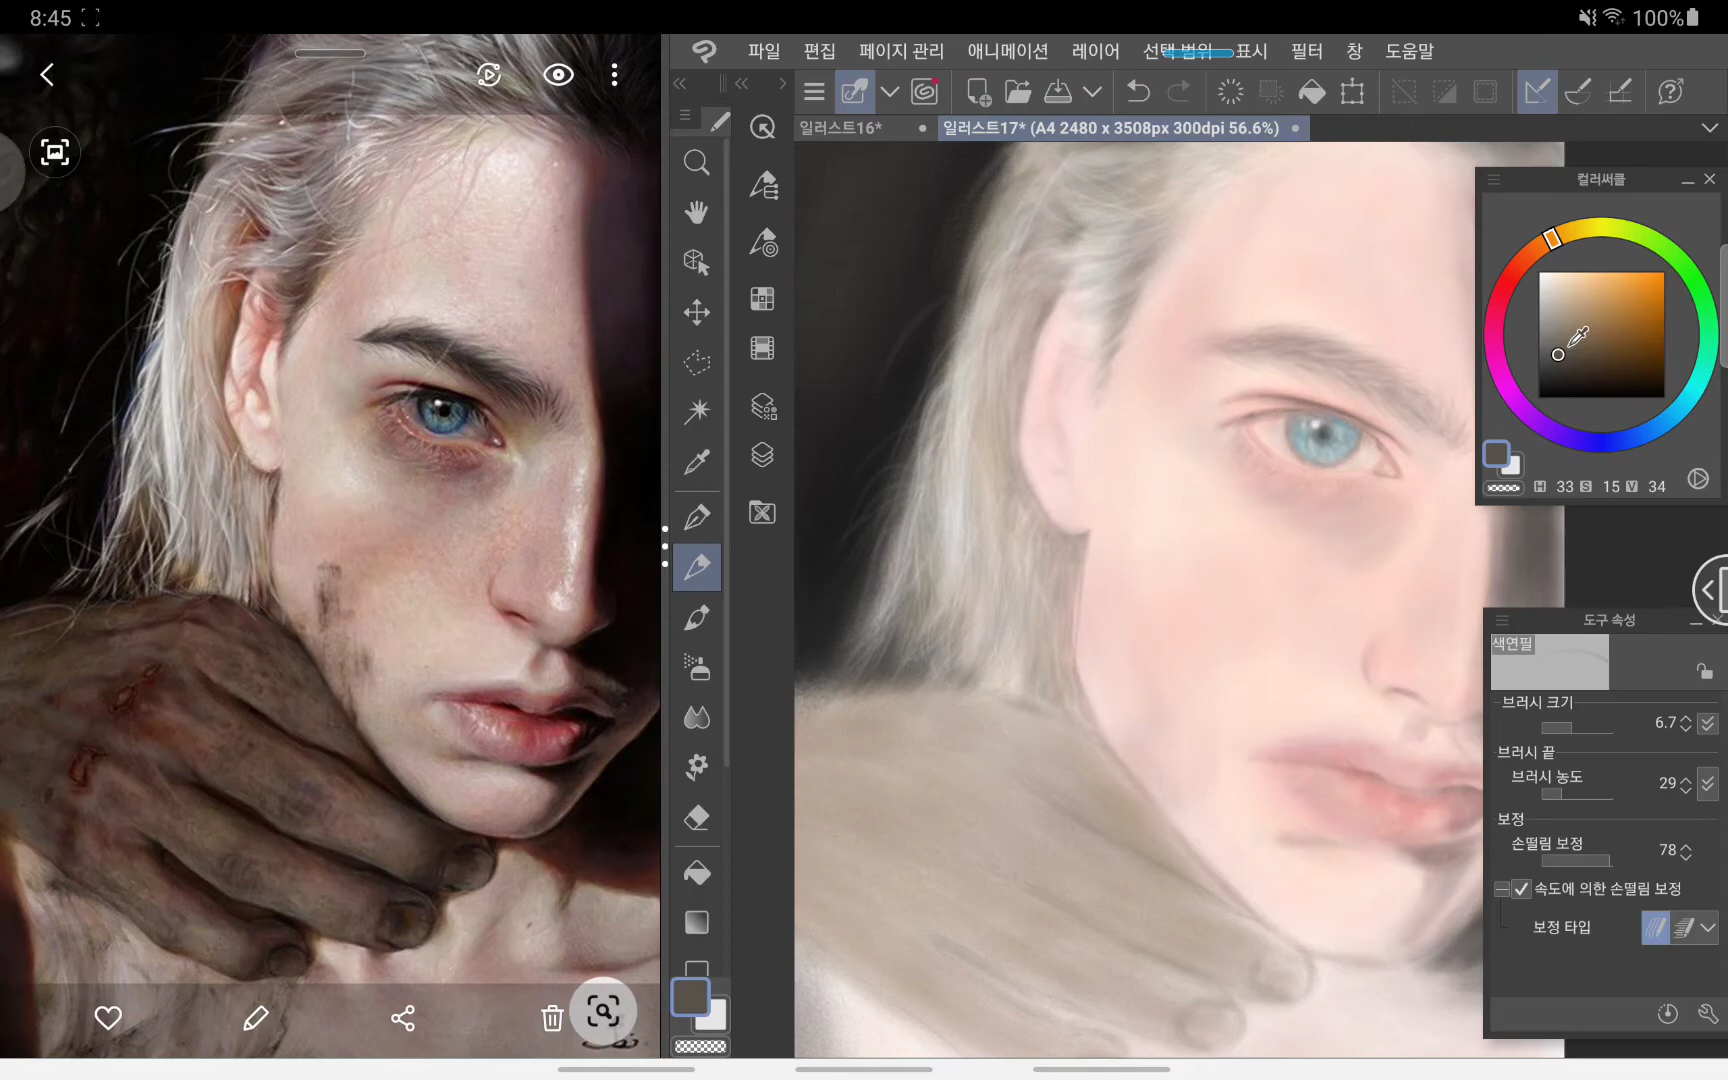 8:45
100%
파일 편집 페이지 관리 애니메이션 레이어 선택 범위 표시 필터 창 도움말
일러스트16*
일러스트17* (A4 2480 x 3508px 300dpi 56.6%)
컬러써클
H 33 S 15 V 34
도구 속성
색연필
브러시 크기 6.7
브러시 끝
브러시 농도 29
보정
손떨림 보정 78
속도에 의한 손떨림 보정
보정 타입